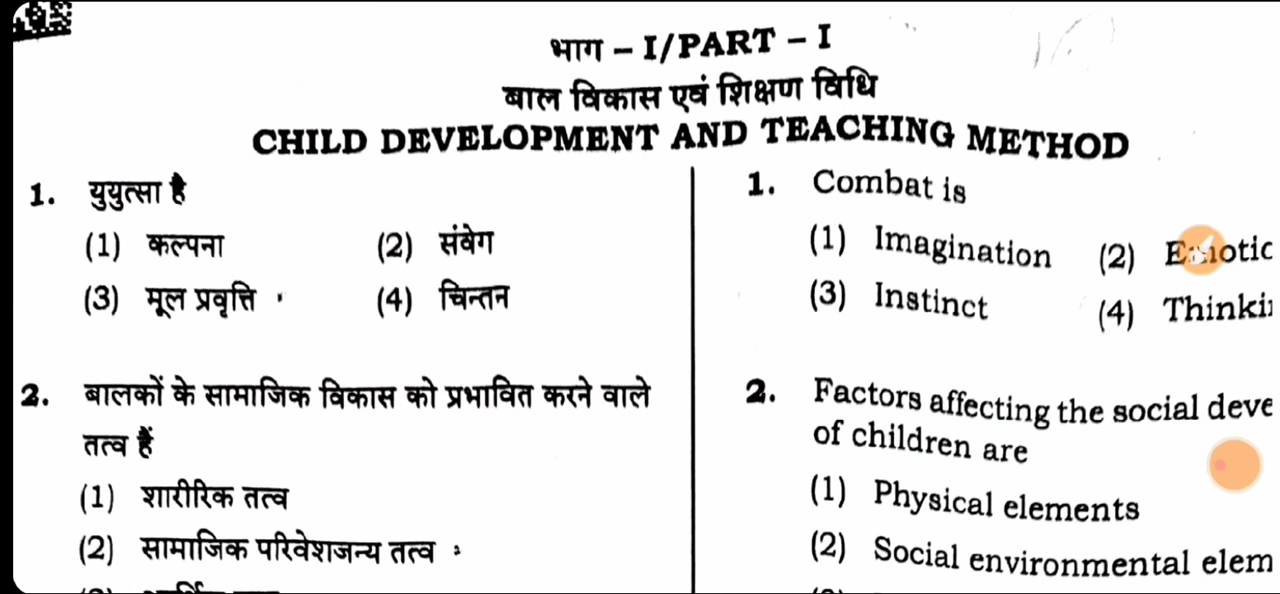 भाग – I/PART – I
बाल विकास एवं शिक्षण विधि
CHILD DEVELOPMENT AND TEACHING METHOD
1. युयुत्सा है
(1) कल्पना (2) संवेग
(3) मूल प्रवृत्ति (4) चिन्तन
2. बालकों के सामाजिक विकास को प्रभावित करने वाले
तत्व हैं
(1) शारीरिक तत्व
(2) सामाजिक परिवेशजन्य तत्व
1. Combat is
(1) Imagination (2)
(3) Instinct (4)
2. Factors affecting the social
of children are
(1) Physical elements
(2) Social environmental